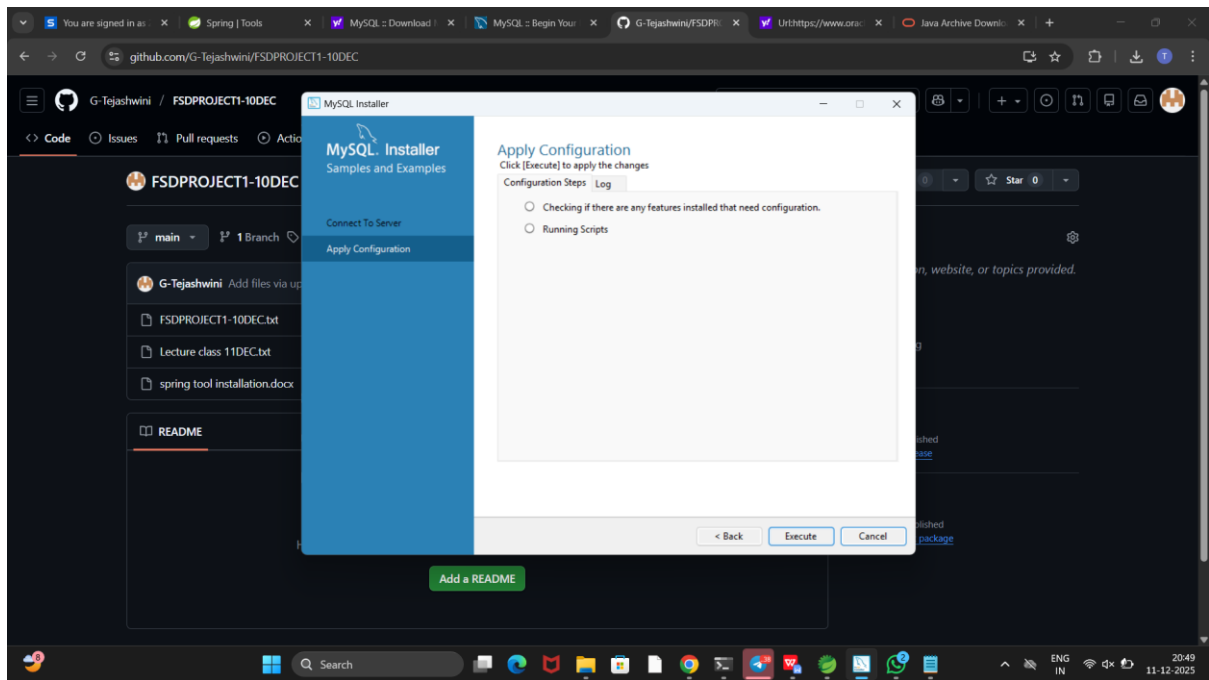 You are signed in as
Spring | Tools
MySQL :: Download
MySQL :: Begin Your
G-Tejashwini/FSDPR
Url:https://www.orac
Java Archive Downlo
github.com/G-Tejashwini/FSDPROJECT1-10DEC
G-Tejashwini / FSDPROJECT1-10DEC
Code
Issues
Pull requests
Actio
FSDPROJECT1-10DEC
0
Star 0
main
1 Branch
G-Tejashwini Add files via up
FSDPROJECT1-10DEC.txt
Lecture class 11DEC.txt
spring tool installation.docx
README
Add a README
on, website, or topics provided.
g
ished
ease
blished
package
MySQL Installer
MySQL. Installer
Samples and Examples
Connect To Server
Apply Configuration
Apply Configuration
Click [Execute] to apply the changes
Configuration Steps Log
Checking if there are any features installed that need configuration.
Running Scripts
< Back
Execute
Cancel
Search
ENG
IN
20:49
11-12-2025